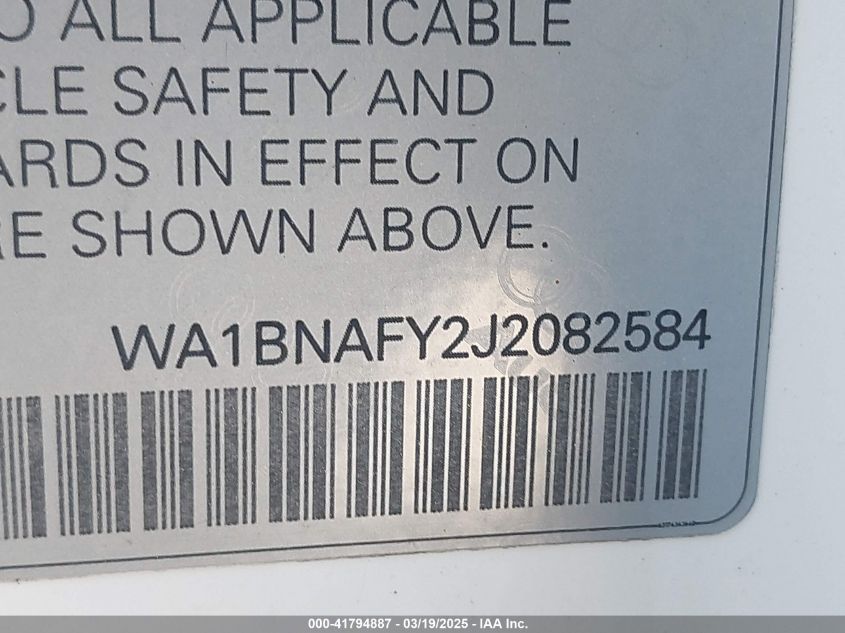 O ALL APPLICABLE
CLE SAFETY AND
ARDS IN EFFECT ON
RE SHOWN ABOVE.
WA1BNAFY2J2082584
000-41794887 - 03/19/2025 - IAA Inc.